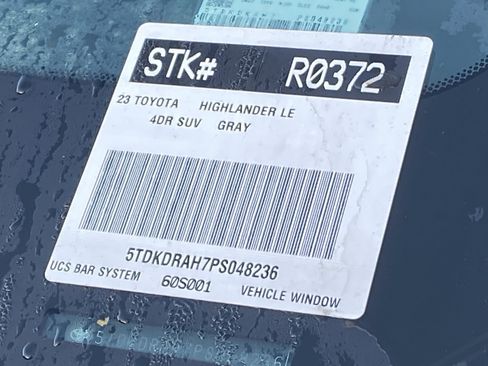 STK# R0372
23 TOYOTA HIGHLANDER LE
4DR SUV GRAY
5TDKDRAH7PS048236
UCS BAR SYSTEM 60S001 VEHICLE WINDOW